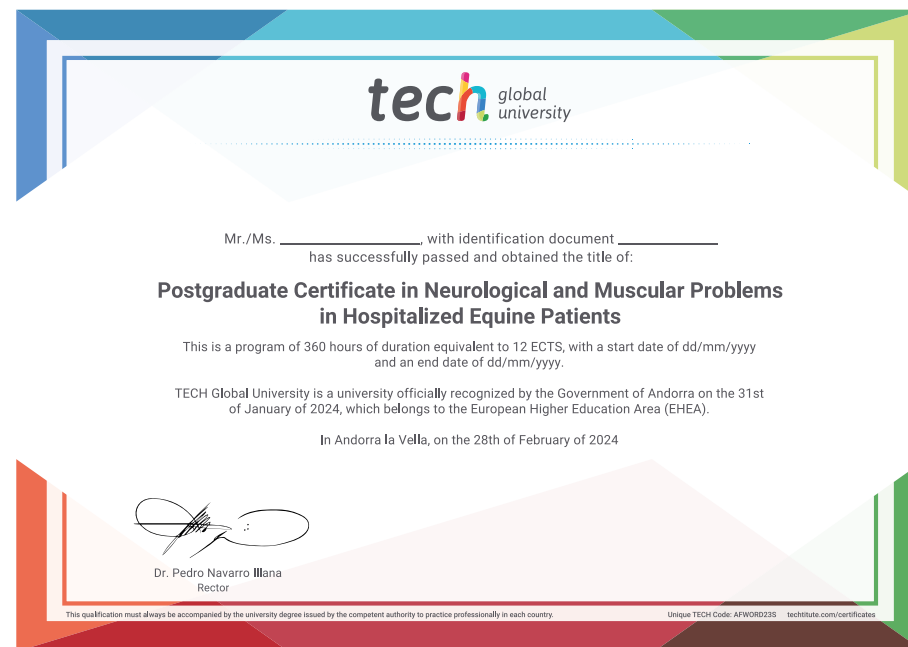 tech global
university
Mr./Ms. ____________________, with identification document ______________
has successfully passed and obtained the title of:
Postgraduate Certificate in Neurological and Muscular Problems
in Hospitalized Equine Patients
This is a program of 360 hours of duration equivalent to 12 ECTS, with a start date of dd/mm/yyyy
and an end date of dd/mm/yyyy.
TECH Global University is a university officially recognized by the Government of Andorra on the 31st
of January of 2024, which belongs to the European Higher Education Area (EHEA).
In Andorra la Vella, on the 28th of February of 2024
Dr. Pedro Navarro Illana
Rector
This qualification must always be accompanied by the university degree issued by the competent authority to practice professionally in each country.
Unique TECH Code: AFWORD23S techtitute.com/certificates